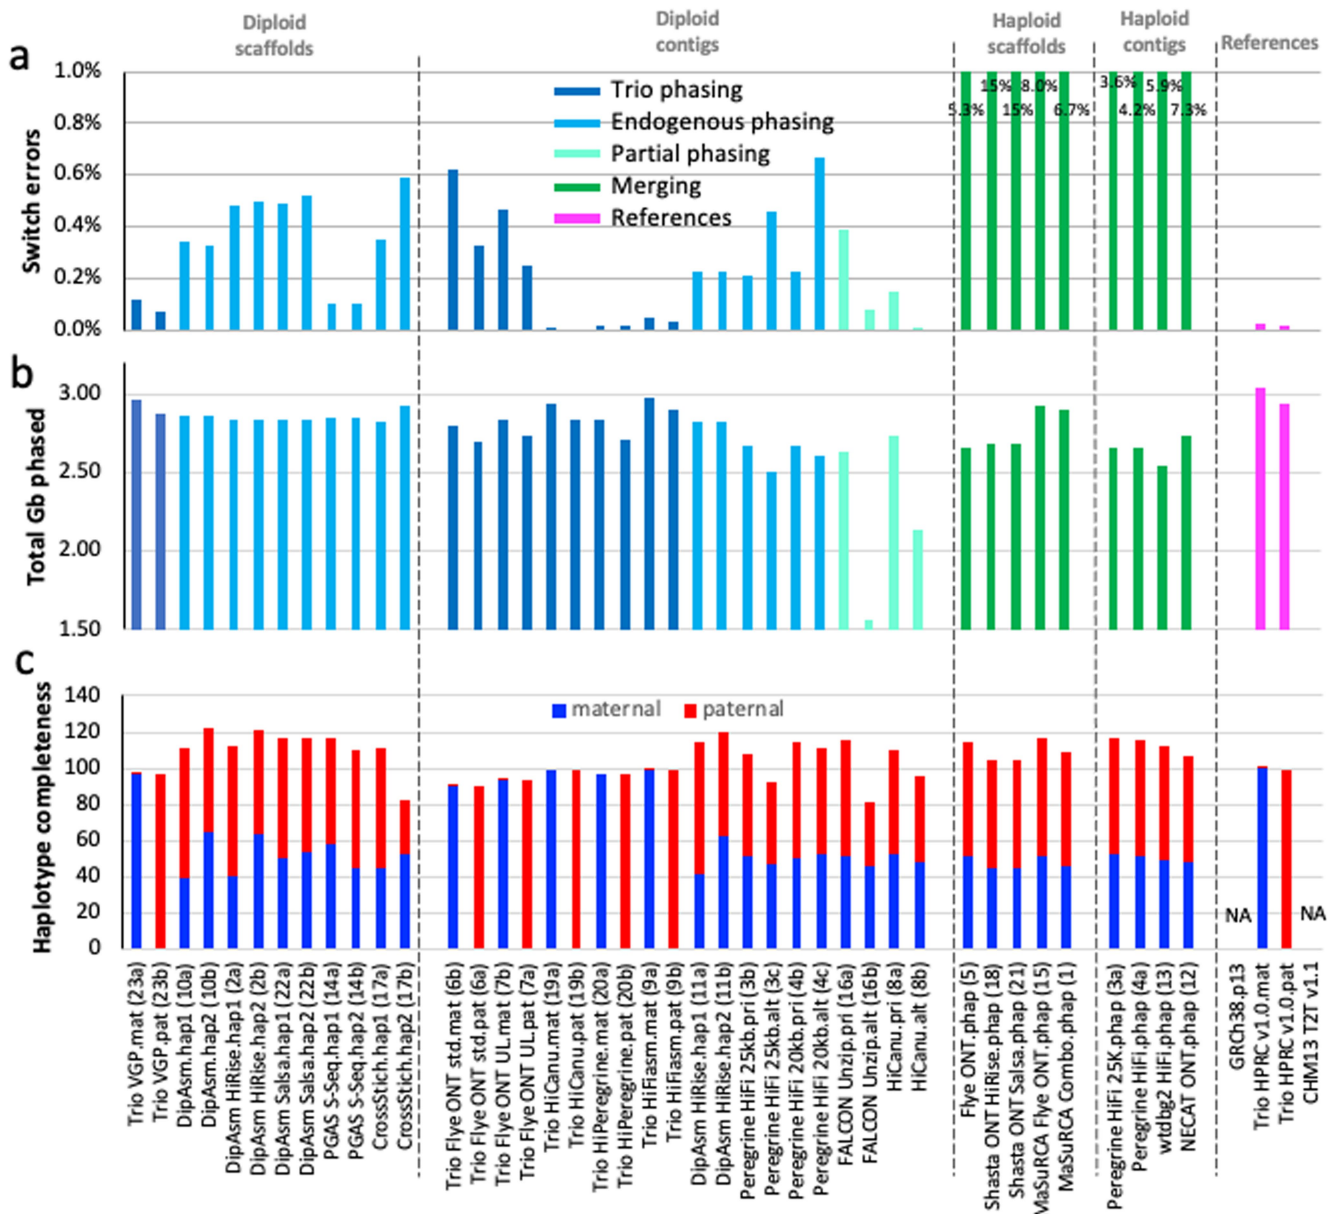 Diploid
scaffolds
Diploid
contigs
Haploid
scaffolds
Haploid
contigs
References
a
Switch errors
1.0%
0.8%
0.6%
0.4%
0.2%
0.0%
Trio phasing
Endogenous phasing
Partial phasing
Merging
References
5.3%
15%
15%
8.0%
6.7%
3.6%
4.2%
5.9%
7.3%
b
Total Gb phased
3.00
2.50
2.00
1.50
c
Haplotype completeness
140
120
100
80
60
40
20
0
maternal
paternal
NA
NA
Trio VGP.mat (23a)
Trio VGP.pat (23b)
DipAsm.hap1 (10a)
DipAsm.hap2 (10b)
DipAsm HiRise.hap1 (2a)
DipAsm HiRise.hap2 (2b)
DipAsm Salsa.hap1 (22a)
DipAsm Salsa.hap2 (22b)
PGAS S-Seq.hap1 (14a)
PGAS S-Seq.hap2 (14b)
CrossStich.hap1 (17a)
CrossStich.hap2 (17b)
Trio Flye ONT std.mat (6b)
Trio Flye ONT std.pat (6a)
Trio Flye ONT UL.mat (7b)
Trio Flye ONT UL.pat (7a)
Trio HiCanu.mat (19a)
Trio HiCanu.pat (19b)
Trio HiPeregrine.mat (20a)
Trio HiPeregrine.pat (20b)
Trio HiFiasm.mat (9a)
Trio HiFiasm.pat (9b)
DipAsm HiRise.hap1 (11a)
DipAsm HiRise.hap2 (11b)
Peregrine HiFi 25kb.pri (3b)
Peregrine HiFi 25kb.alt (3c)
Peregrine HiFi 20kb.pri (4b)
Peregrine HiFi 20kb.alt (4c)
FALCON Unzip.pri (16a)
FALCON Unzip.alt (16b)
HiCanu.pri (8a)
HiCanu.alt (8b)
Flye ONT.phap (5)
Shasta ONT HiRise.phap (18)
Shasta ONT Salsa.phap (21)
MaSuRCA Flye ONT.phap (15)
MaSuRCA Combo.phap (1)
Peregrine HiFi 25K.phap (3a)
Peregrine HiFi.phap (4a)
wtdbg2 HiFi.phap (13)
NECAT ONT.phap (12)
GRCh38.p13
Trio HPRC v1.0.mat
Trio HPRC v1.0.pat
CHM13 T2T v1.1